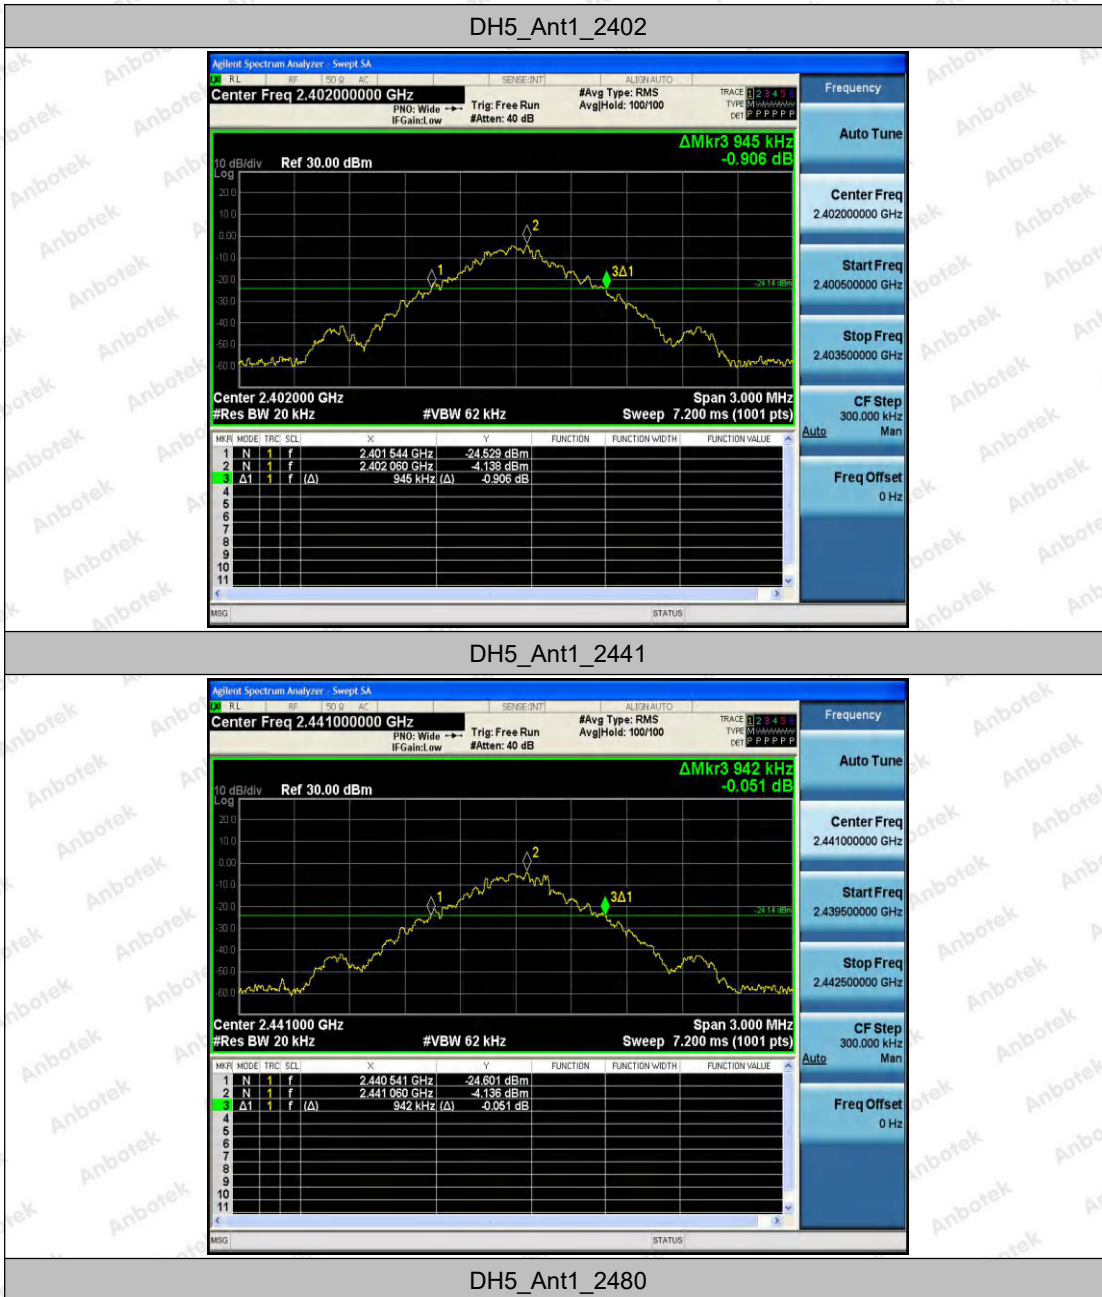 DH5_Ant1_2402
Agilent Spectrum Analyzer - Swept SA
RL RF 50 Ω AC SENSE:INT ALIGNAUTO
Center Freq 2.402000000 GHz
PNO: Wide
IFGain:Low
Trig: Free Run
#Atten: 40 dB
#Avg Type: RMS
Avg|Hold: 100/100
TRACE 1 2 3 4 5 6
TYPE M
DET P P P P P P
ΔMkr3 945 kHz
-0.906 dB
10 dB/div Ref 30.00 dBm
Log
20.0
10.0
0.00
-10.0
-20.0
-30.0
-40.0
-50.0
-60.0
1
2
3Δ1
-24.14 dBm
Center 2.402000 GHz Span 3.000 MHz
#Res BW 20 kHz #VBW 62 kHz Sweep 7.200 ms (1001 pts)
MKR MODE TRC SCL X Y FUNCTION FUNCTION WIDTH FUNCTION VALUE
1 N 1 f 2.401 544 GHz -24.529 dBm
2 N 1 f 2.402 060 GHz -4.138 dBm
3 Δ1 1 f (Δ) 945 kHz (Δ) -0.906 dB
4
5
6
7
8
9
10
11
MSG STATUS
Frequency
Auto Tune
Center Freq
2.402000000 GHz
Start Freq
2.400500000 GHz
Stop Freq
2.403500000 GHz
CF Step
300.000 kHz
Auto Man
Freq Offset
0 Hz
DH5_Ant1_2441
Agilent Spectrum Analyzer - Swept SA
RL RF 50 Ω AC SENSE:INT ALIGNAUTO
Center Freq 2.441000000 GHz
PNO: Wide
IFGain:Low
Trig: Free Run
#Atten: 40 dB
#Avg Type: RMS
Avg|Hold: 100/100
TRACE 1 2 3 4 5 6
TYPE M
DET P P P P P P
ΔMkr3 942 kHz
-0.051 dB
10 dB/div Ref 30.00 dBm
Log
20.0
10.0
0.00
-10.0
-20.0
-30.0
-40.0
-50.0
-60.0
1
2
3Δ1
-24.14 dBm
Center 2.441000 GHz Span 3.000 MHz
#Res BW 20 kHz #VBW 62 kHz Sweep 7.200 ms (1001 pts)
MKR MODE TRC SCL X Y FUNCTION FUNCTION WIDTH FUNCTION VALUE
1 N 1 f 2.440 541 GHz -24.601 dBm
2 N 1 f 2.441 060 GHz -4.136 dBm
3 Δ1 1 f (Δ) 942 kHz (Δ) -0.051 dB
4
5
6
7
8
9
10
11
MSG STATUS
Frequency
Auto Tune
Center Freq
2.441000000 GHz
Start Freq
2.439500000 GHz
Stop Freq
2.442500000 GHz
CF Step
300.000 kHz
Auto Man
Freq Offset
0 Hz
DH5_Ant1_2480